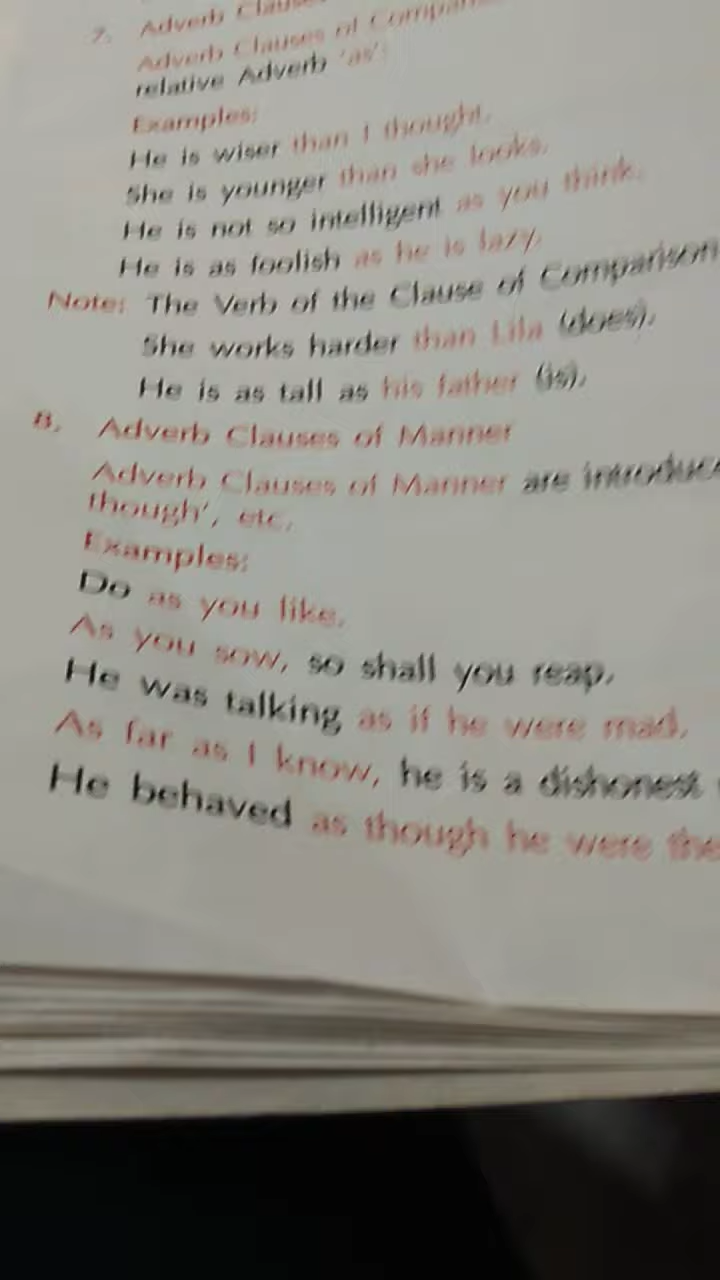 7. Adverb
Adverb Clauses of
relative Adverb 'as':
Examples:
He is wiser than I thought.
She is younger than she looks.
He is not so intelligent as you think.
He is as foolish as he is lazy.
Note: The Verb of the Clause of Comparison
She works harder than Lila (does).
He is as tall as his father (is).
8. Adverb Clauses of Manner
Adverb Clauses of Manner are
though', etc.
Examples:
Do as you like.
As you sow, so shall you reap.
He was talking as if he were mad.
As far as I know, he is a dishonest
He behaved as though he were